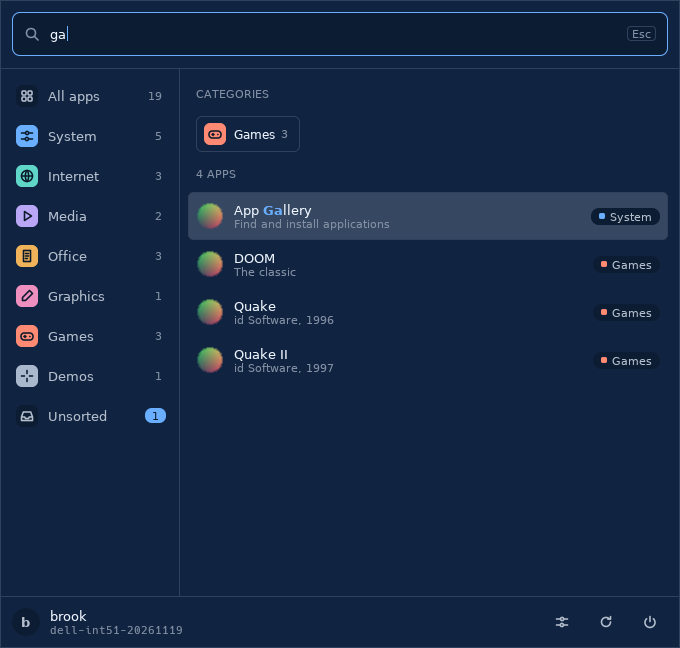 ga
Esc
All apps 19
System 5
Internet 3
Media 2
Office 3
Graphics 1
Games 3
Demos 1
Unsorted 1
CATEGORIES
Games 3
4 APPS
App Gallery
Find and install applications
System
DOOM
The classic
Games
Quake
id Software, 1996
Games
Quake II
id Software, 1997
Games
b
brook
dell-int51-20261119